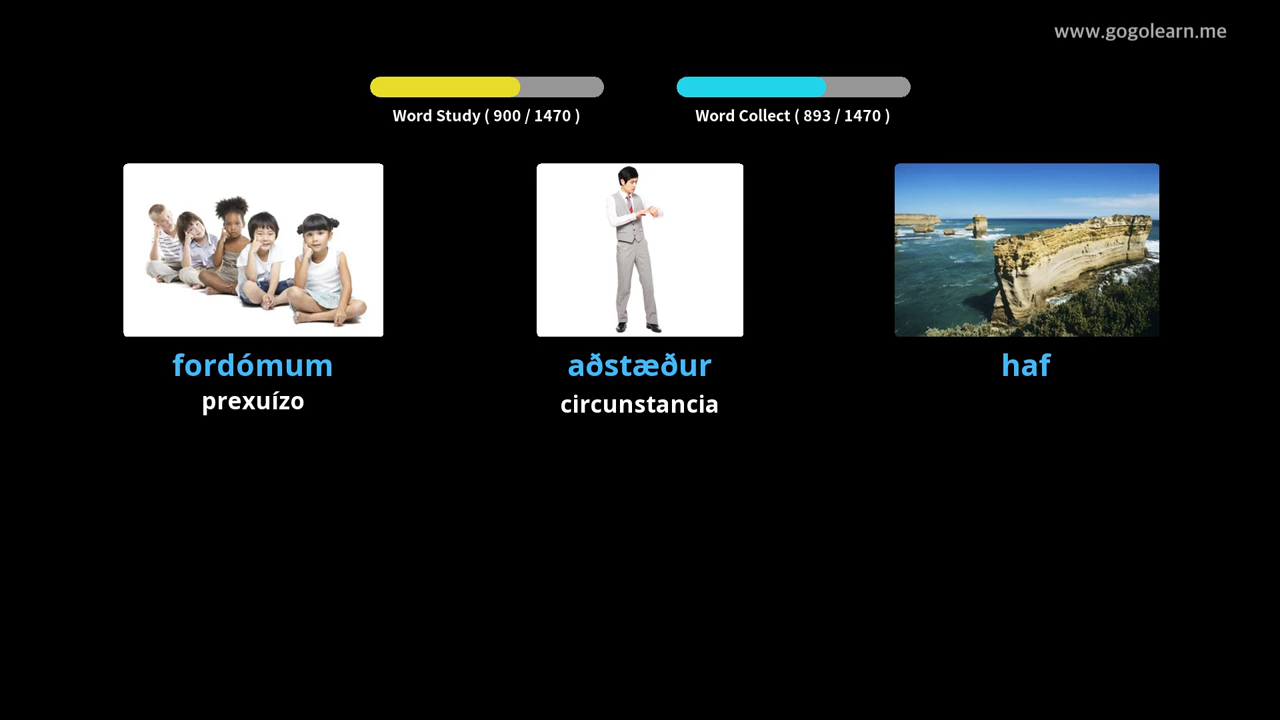 www.gogolearn.me
Word Study ( 900 / 1470 )
Word Collect ( 893 / 1470 )
fordómum
prexuízo
aðstæður
circunstancia
haf